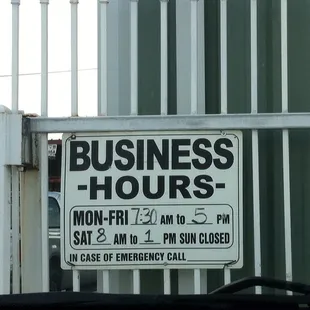 BUSINESS
-HOURS-
MON-FRI 7:30 AM TO 5 PM
SAT 8 AM TO 1 PM SUN CLOSED
IN CASE OF EMERGENCY CALL